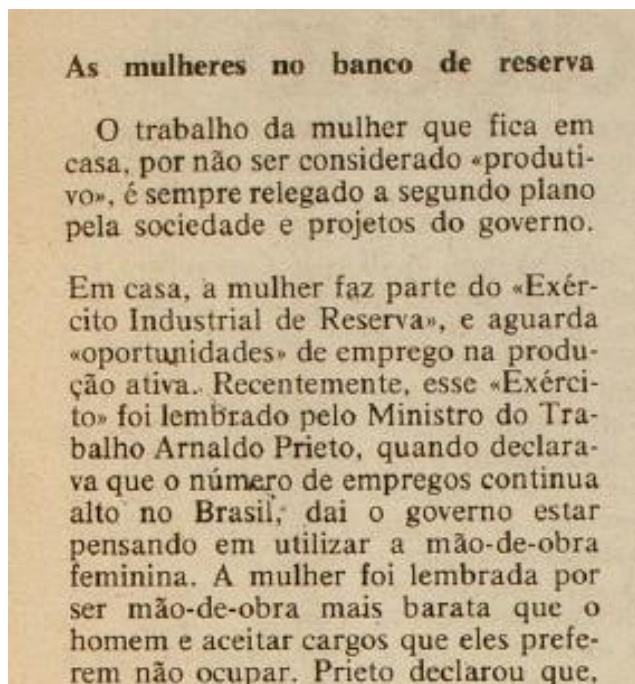 As mulheres no banco de reserva
O trabalho da mulher que fica em
casa, por não ser considerado «produti-
vo», é sempre relegado a segundo plano
pela sociedade e projetos do governo.
Em casa, a mulher faz parte do «Exér-
cito Industrial de Reserva», e aguarda
«oportunidades» de emprego na produ-
ção ativa. Recentemente, esse «Exérci-
to» foi lembrado pelo Ministro do Tra-
balho Arnaldo Prieto, quando declara-
va que o número de empregos continua
alto no Brasil, dai o governo estar
pensando em utilizar a mão-de-obra
feminina. A mulher foi lembrada por
ser mão-de-obra mais barata que o
homem e aceitar cargos que eles prefe-
rem não ocupar. Prieto declarou que,